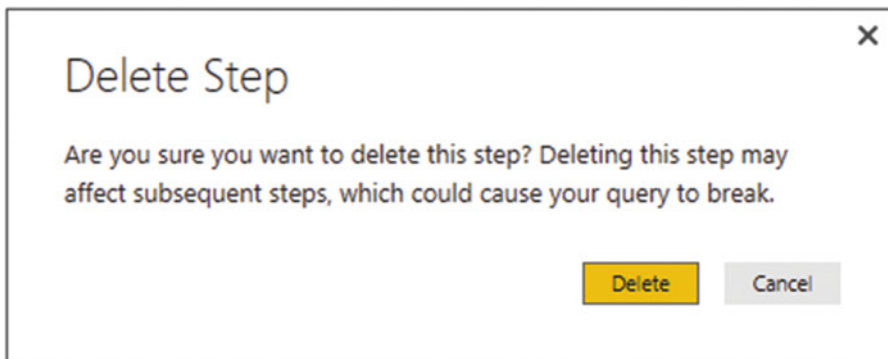 Delete Step
Are you sure you want to delete this step? Deleting this step may
affect subsequent steps, which could cause your query to break.
Delete Cancel